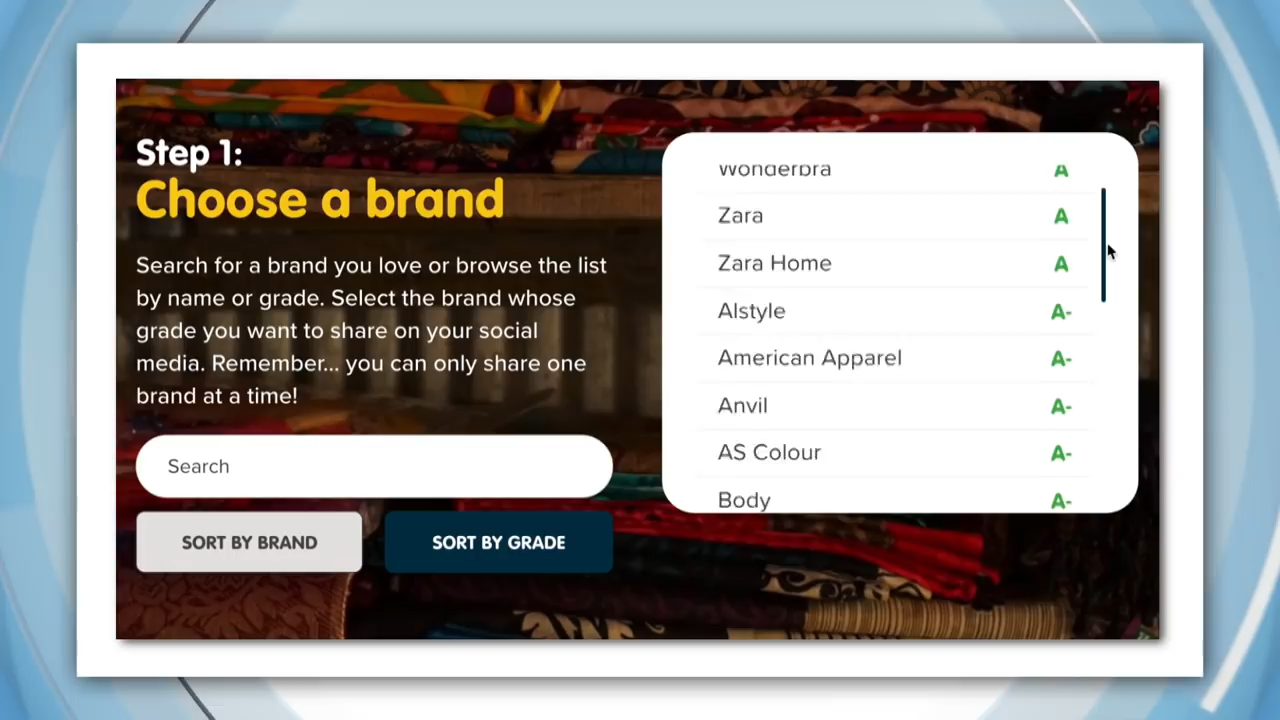 Step 1:
Choose a brand
Search for a brand you love or browse the list
by name or grade. Select the brand whose
grade you want to share on your social
media. Remember... you can only share one
brand at a time!
Search
SORT BY BRAND
SORT BY GRADE
Wonderbra A
Zara A
Zara Home A
Alstyle A-
American Apparel A-
Anvil A-
AS Colour A-
Body A-